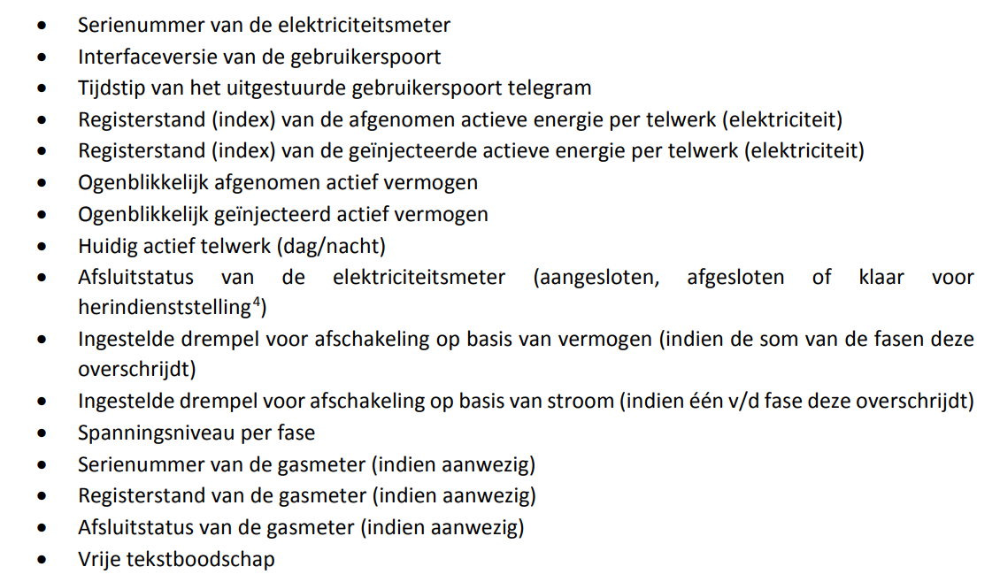 • Serienummer van de elektriciteitsmeter
• Interfaceversie van de gebruikerspoort
• Tijdstip van het uitgestuurde gebruikerspoort telegram
• Registerstand (index) van de afgenomen actieve energie per telwerk (elektriciteit)
• Registerstand (index) van de geïnjecteerde actieve energie per telwerk (elektriciteit)
• Ogenblikkelijk afgenomen actief vermogen
• Ogenblikkelijk geïnjecteerd actief vermogen
• Huidig actief telwerk (dag/nacht)
• Afsluitstatus van de elektriciteitsmeter (aangesloten, afgesloten of klaar voor
herindienststelling⁴)
• Ingestelde drempel voor afschakeling op basis van vermogen (indien de som van de fasen deze
overschrijdt)
• Ingestelde drempel voor afschakeling op basis van stroom (indien één v/d fase deze overschrijdt)
• Spanningsniveau per fase
• Serienummer van de gasmeter (indien aanwezig)
• Registerstand van de gasmeter (indien aanwezig)
• Afsluitstatus van de gasmeter (indien aanwezig)
• Vrije tekstboodschap